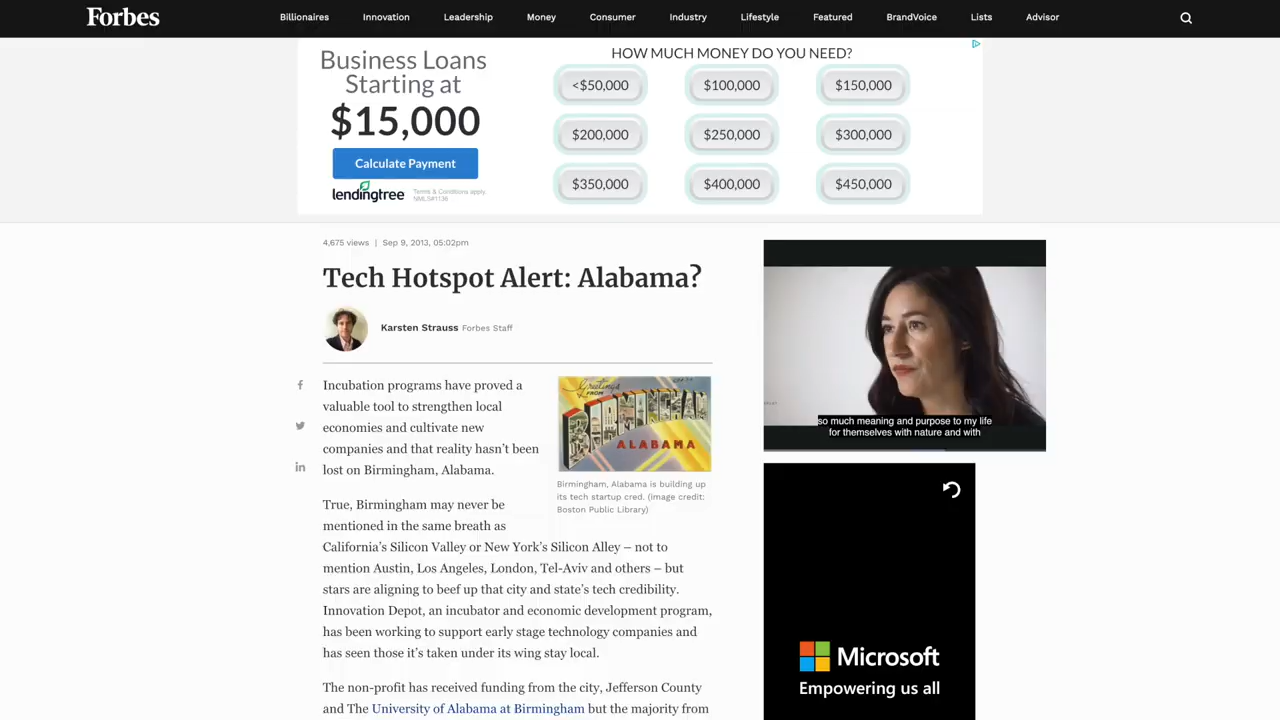 Forbes
Billionaires Innovation Leadership Money Consumer Industry Lifestyle Featured BrandVoice Lists Advisor
Business Loans
Starting at
$15,000
Calculate Payment
lendingtree
Terms & Conditions apply.
NMLS#1136
HOW MUCH MONEY DO YOU NEED?
<$50,000 $100,000 $150,000
$200,000 $250,000 $300,000
$350,000 $400,000 $450,000
4,675 views | Sep 9, 2013, 05:02pm
Tech Hotspot Alert: Alabama?
Karsten Strauss Forbes Staff
Incubation programs have proved a
valuable tool to strengthen local
economies and cultivate new
companies and that reality hasn't been
lost on Birmingham, Alabama.
Greetings
FROM
BIRMINGHAM
ALABAMA
Birmingham, Alabama is building up
its tech startup cred. (image credit:
Boston Public Library)
True, Birmingham may never be
mentioned in the same breath as
California's Silicon Valley or New York's Silicon Alley – not to
mention Austin, Los Angeles, London, Tel-Aviv and others – but
stars are aligning to beef up that city and state's tech credibility.
Innovation Depot, an incubator and economic development program,
has been working to support early stage technology companies and
has seen those it's taken under its wing stay local.
The non-profit has received funding from the city, Jefferson County
and The University of Alabama at Birmingham but the majority from
so much meaning and purpose to my life
for themselves with nature and with
Microsoft
Empowering us all